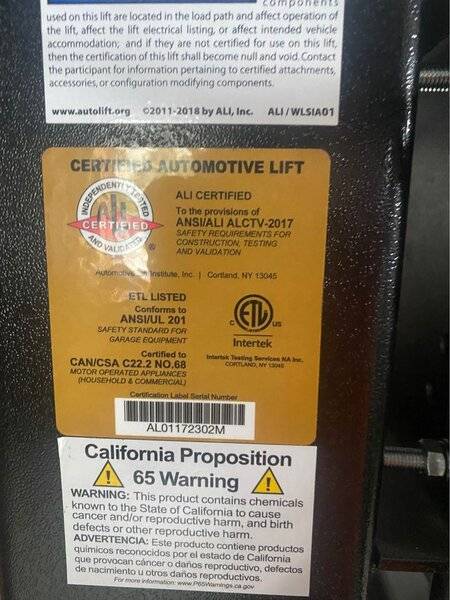 components
used on this lift are located in the load path and affect operation of
the lift, affect the lift electrical listing, or affect intended vehicle
accommodation; and if they are not certified for use on this lift,
then the certification of this lift shall become null and void. Contact
the participant for information pertaining to certified attachments,
accessories, or configuration modifying components.
www.autolift.org ©2011-2018 by ALI, Inc. ALI / WLSIA01
CERTIFIED AUTOMOTIVE LIFT
INDEPENDENTLY TESTED
ali
CERTIFIED
AND VALIDATED
®
ALI CERTIFIED
To the provisions of
ANSI/ALI ALCTV-2017
SAFETY REQUIREMENTS FOR
CONSTRUCTION, TESTING
AND VALIDATION
Automotive Lift Institute, Inc. | Cortland, NY 13045
ETL LISTED
Conforms to
ANSI/UL 201
SAFETY STANDARD FOR
GARAGE EQUIPMENT
Certified to
CAN/CSA C22.2 NO.68
MOTOR OPERATED APPLIANCES
(HOUSEHOLD & COMMERCIAL)
C ETL US
Intertek
Intertek Testing Services NA Inc.
CORTLAND, NY 13045
Certification Label Serial Number
AL01172302M
California Proposition
65 Warning
WARNING: This product contains chemicals
known to the State of California to cause
cancer and/or reproductive harm, and birth
defects or other reproductive harm.
ADVERTENCIA: Este producto contiene productos
químicos reconocidos por el estado de California
que provocan cáncer o daños reproductivo, defectos
de nacimiento u otros daños reproductivos.
For more information: www.P65Warnings.ca.gov